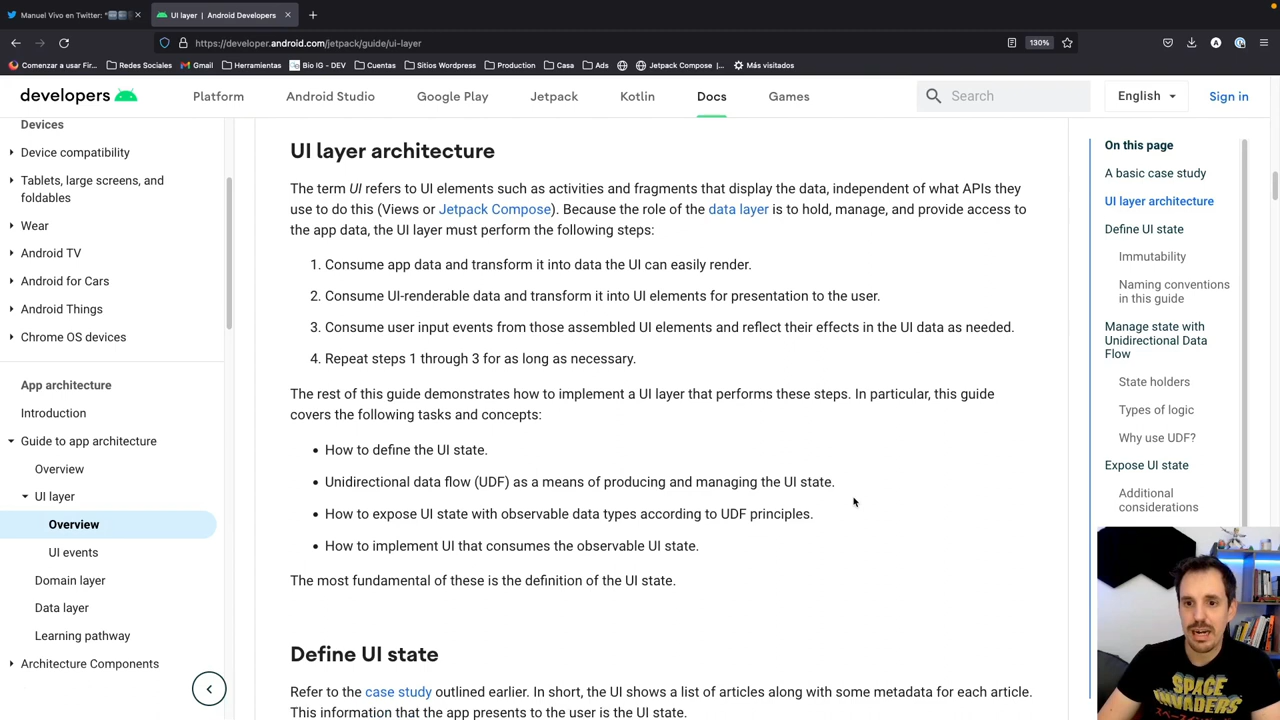 Manuel Vivo en Twitter: "
UI layer | Android Developers
https://developer.android.com/jetpack/guide/ui-layer
130%
Comenzar a usar Fir...
Redes Sociales
Gmail
Herramientas
Bio IG - DEV
Cuentas
Sitios Wordpress
Production
Casa
Ads
Jetpack Compose |...
Más visitados
developers
Platform
Android Studio
Google Play
Jetpack
Kotlin
Docs
Games
Search
English
Sign in
Devices
Device compatibility
Tablets, large screens, and
foldables
Wear
Android TV
Android for Cars
Android Things
Chrome OS devices
App architecture
Introduction
Guide to app architecture
Overview
UI layer
Overview
UI events
Domain layer
Data layer
Learning pathway
Architecture Components
UI layer architecture
The term UI refers to UI elements such as activities and fragments that display the data, independent of what APIs they
use to do this (Views or Jetpack Compose). Because the role of the data layer is to hold, manage, and provide access to
the app data, the UI layer must perform the following steps:
1. Consume app data and transform it into data the UI can easily render.
2. Consume UI-renderable data and transform it into UI elements for presentation to the user.
3. Consume user input events from those assembled UI elements and reflect their effects in the UI data as needed.
4. Repeat steps 1 through 3 for as long as necessary.
The rest of this guide demonstrates how to implement a UI layer that performs these steps. In particular, this guide
covers the following tasks and concepts:
• How to define the UI state.
• Unidirectional data flow (UDF) as a means of producing and managing the UI state.
• How to expose UI state with observable data types according to UDF principles.
• How to implement UI that consumes the observable UI state.
The most fundamental of these is the definition of the UI state.
Define UI state
Refer to the case study outlined earlier. In short, the UI shows a list of articles along with some metadata for each article.
This information that the app presents to the user is the UI state.
On this page
A basic case study
UI layer architecture
Define UI state
Immutability
Naming conventions
in this guide
Manage state with
Unidirectional Data
Flow
State holders
Types of logic
Why use UDF?
Expose UI state
Additional
considerations
SPACE
INVADERS